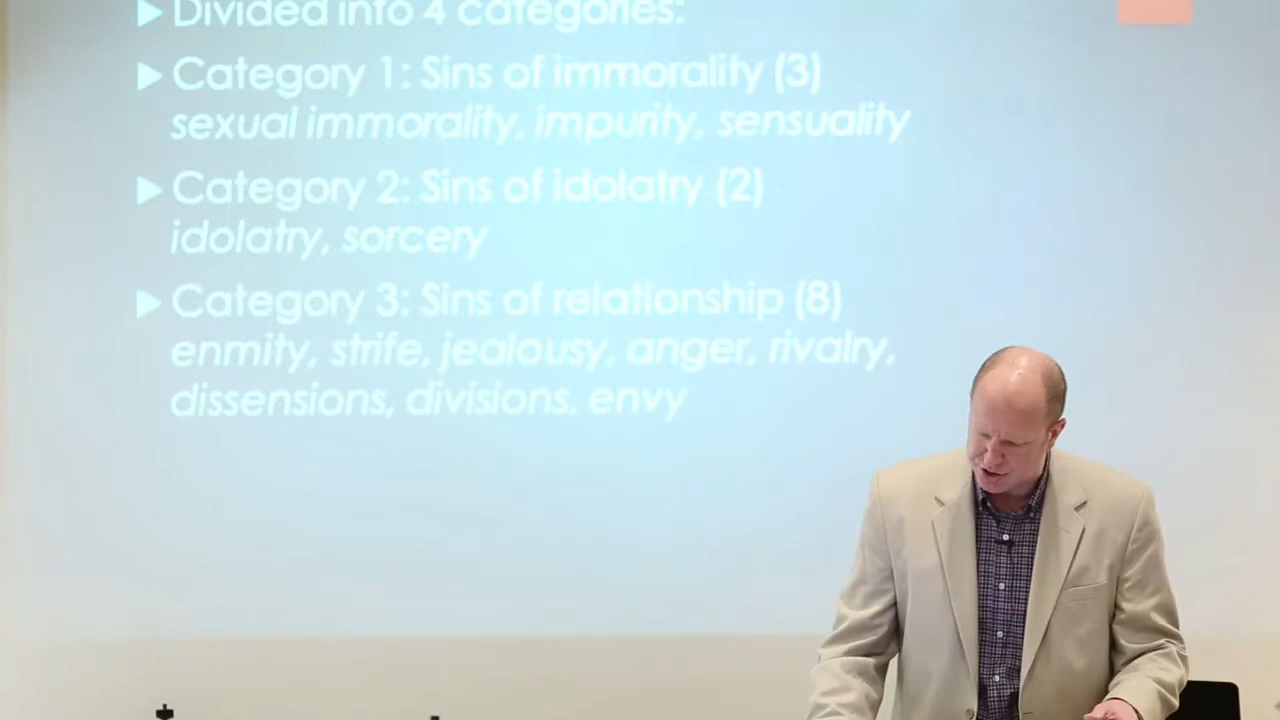 ▶ Divided into 4 categories:
▶ Category 1: Sins of immorality (3)
sexual immorality, impurity, sensuality
▶ Category 2: Sins of idolatry (2)
idolatry, sorcery
▶ Category 3: Sins of relationship (8)
enmity, strife, jealousy, anger, rivalry,
dissensions, divisions, envy